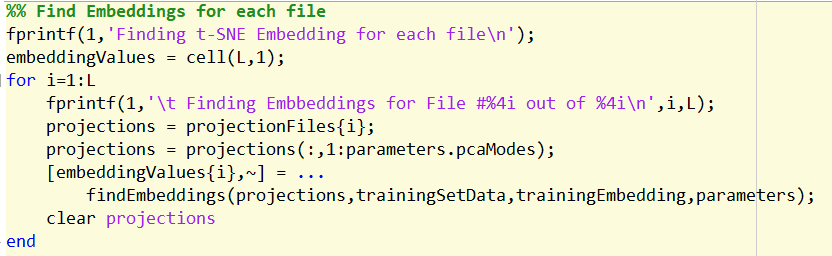 %% Find Embeddings for each file
fprintf(1,'Finding t-SNE Embedding for each file\n');
embeddingValues = cell(L,1);
for i=1:L
    fprintf(1,'\t Finding Embbeddings for File #%4i out of %4i\n',i,L);
    projections = projectionFiles{i};
    projections = projections(:,1:parameters.pcaModes);
    [embeddingValues{i},~] = ...
        findEmbeddings(projections,trainingSetData,trainingEmbedding,parameters);
    clear projections
end